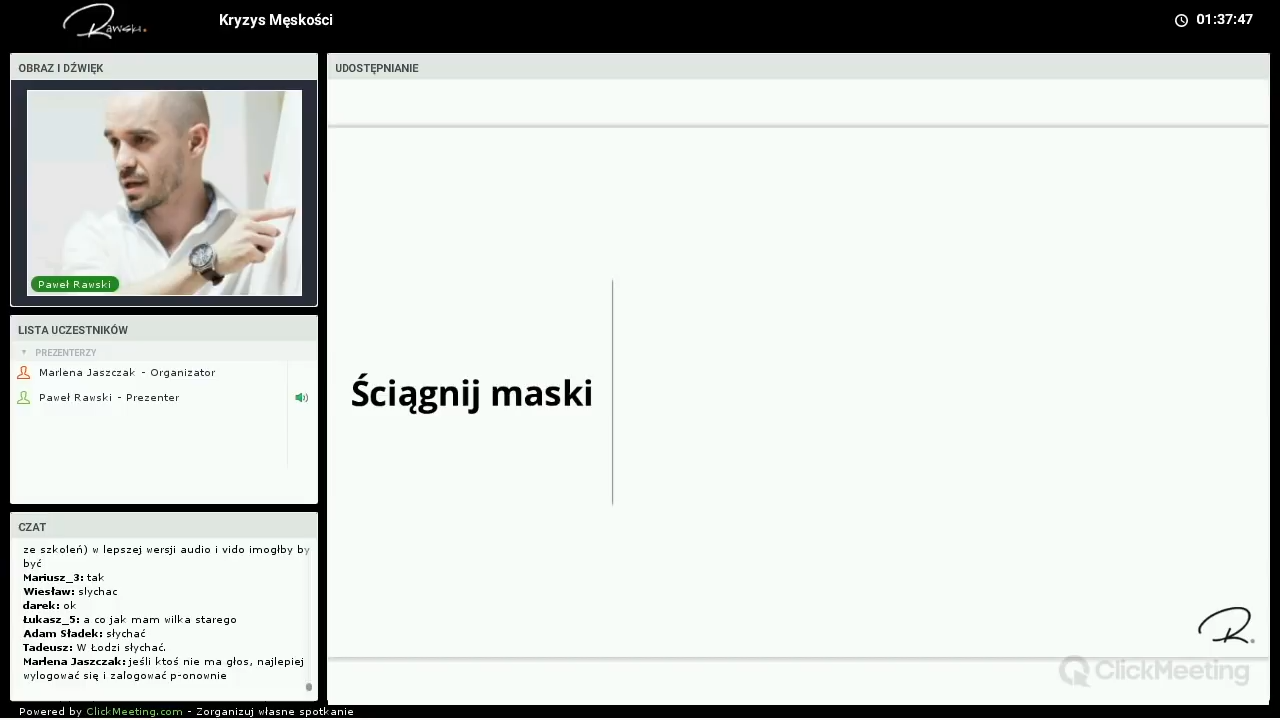 Rawski.
Kryzys Męskości
01:37:47
OBRAZ I DŹWIĘK
Paweł Rawski
LISTA UCZESTNIKÓW
PREZENTERZY
Marlena Jaszczak - Organizator
Paweł Rawski - Prezenter
CZAT
ze szkoleń) w lepszej wersji audio i vido imogłby by
być
Mariusz_3: tak
Wiesław: slychac
darek: ok
Łukasz_5: a co jak mam wilka starego
Adam Sładek: słychać
Tadeusz: W Łodzi słychać.
Marlena Jaszczak: jeśli ktoś nie ma głos, najlepiej
wylogować się i zalogować p-onownie
UDOSTĘPNIANIE
Ściągnij maski
R.
ClickMeeting
Powered by ClickMeeting.com - Zorganizuj własne spotkanie